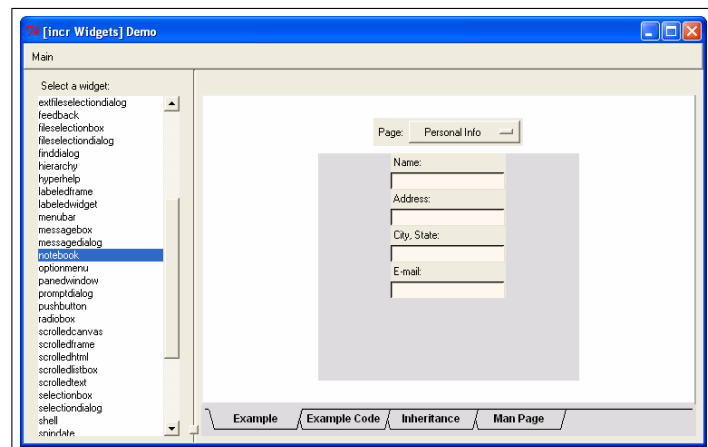 [incr Widgets] Demo
Main
Select a widget:
extfileselectiondialog
feedback
fileselectionbox
fileselectiondialog
finddialog
hierarchy
hyperhelp
labeledframe
labeledwidget
menubar
messagebox
messagedialog
notebook
optionmenu
panedwindow
promptdialog
pushbutton
radiobox
scrolledcanvas
scrolledframe
scrolledhtml
scrolledlistbox
scrolledtext
selectionbox
selectiondialog
shell
spindate
Page: Personal Info
Name:
Address:
City, State:
E-mail:
Example Example Code Inheritance Man Page